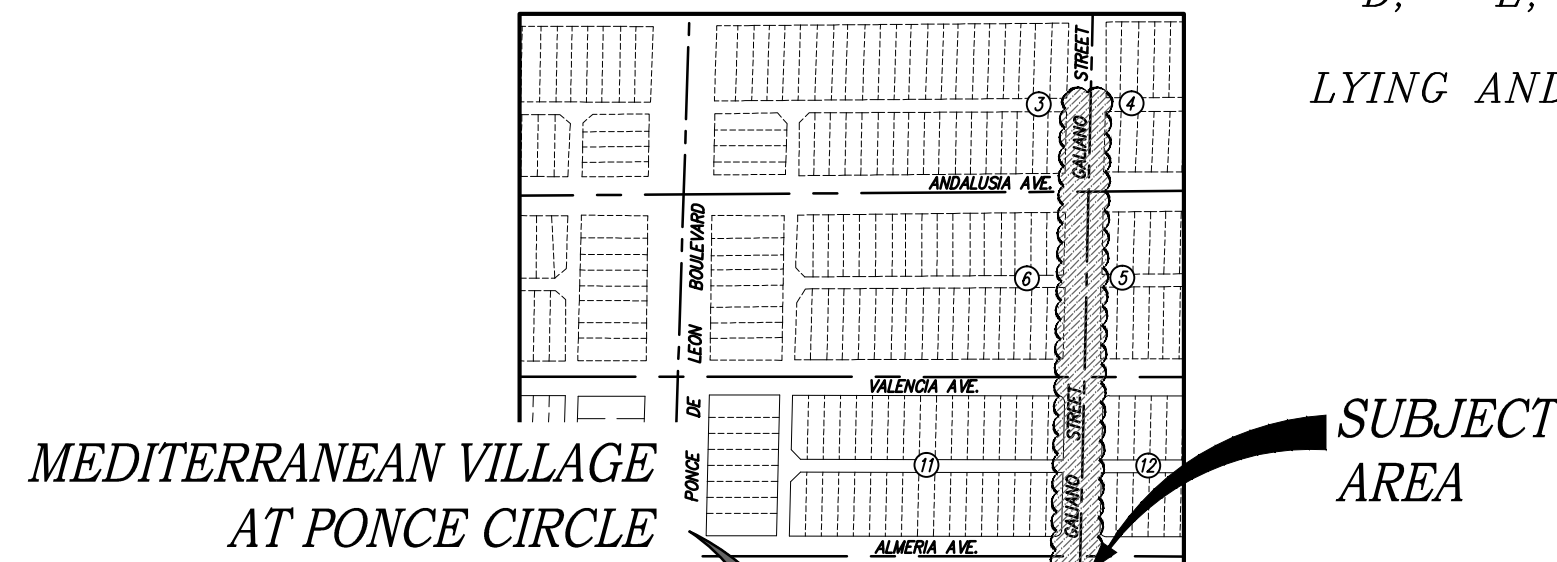 LYING AND
STREET
3
4
GALIANO
ANDALUSIA AVE.
PONCE DE LEON BOULEVARD
6
5
VALENCIA AVE.
GALIANO STREET
11
12
ALMERIA AVE.
MEDITERRANEAN VILLAGE
AT PONCE CIRCLE
SUBJECT
AREA